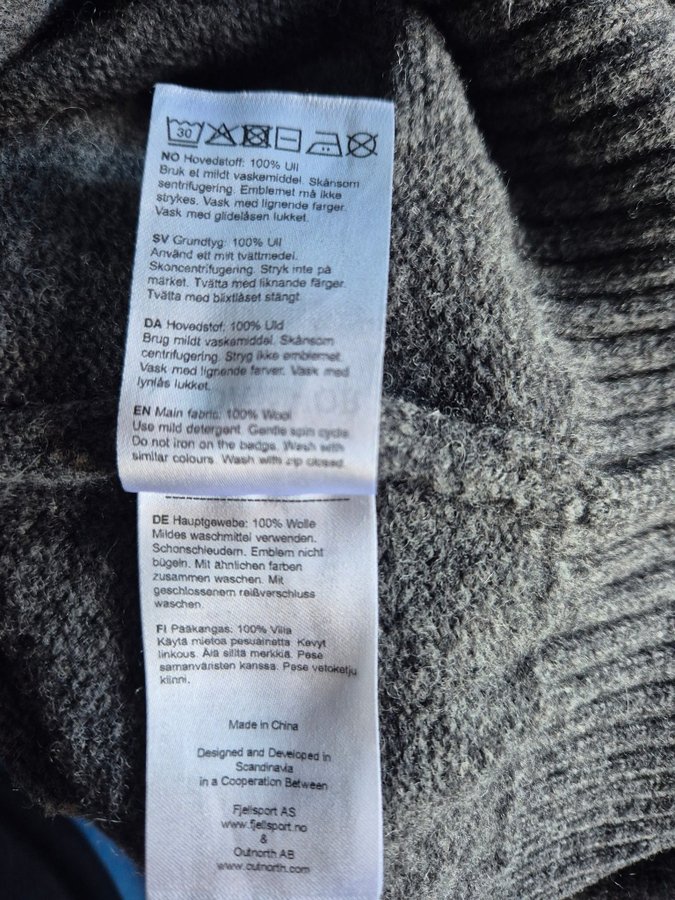 30
NO Hovedstoff: 100% Ull
Bruk et mildt vaskemiddel. Skånsom
sentrifugering. Emblemet må ikke
strykes. Vask med lignende farger.
Vask med glidelåsen lukket.
SV Grundtyg: 100% Ull
Använd ett milt tvättmedel.
Skoncentrifugering. Stryk inte på
märket. Tvätta med liknande färger.
Tvätta med blixtlåset stängt
DA Hovedstof: 100% Uld
Brug mildt vaskemiddel. Skånsom
centrifugering. Stryg ikke emblemet.
Vask med lignende farver. Vask med
lynlås lukket.
EN Main fabric: 100% Wool
Use mild detergent. Gentle spin cycle.
Do not iron on the badge. Wash with
similar colours. Wash with zip closed.
DE Hauptgewebe: 100% Wolle
Mildes waschmittel verwenden.
Schonschleudern. Emblem nicht
bügeln. Mit ähnlichen farben
zusammen waschen. Mit
geschlossenem reißverschluss
waschen.
FI Pääkangas: 100% Villa
Käytä mietoa pesuainetta. Kevyt
linkous. Älä silitä merkkiä. Pese
samanväristen kanssa. Pese vetoketju
kiinni.
Made in China
Designed and Developed in
Scandinavia
in a Cooperation Between
Fjellsport AS
www.fjellsport.no
&
Outnorth AB
www.outnorth.com